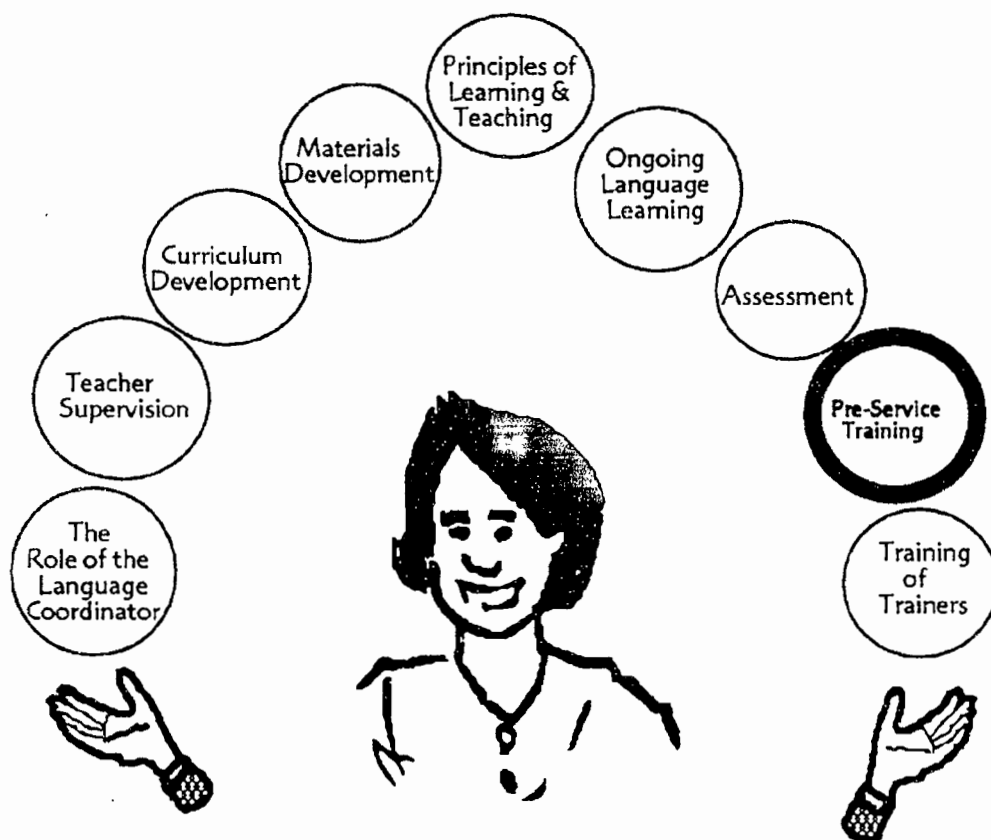 The
Role of the
Language
Coordinator
Teacher
Supervision
Curriculum
Development
Materials
Development
Principles of
Learning &
Teaching
Ongoing
Language
Learning
Assessment
Pre-Service
Training
Training
of
Trainers